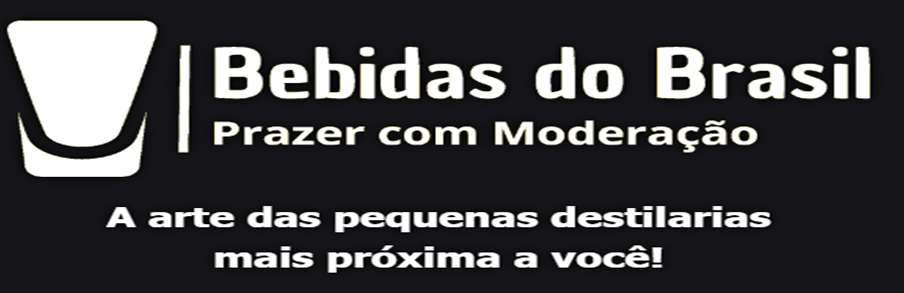 Bebidas do Brasil
Prazer com Moderação
A arte das pequenas destilarias
mais próxima a você!